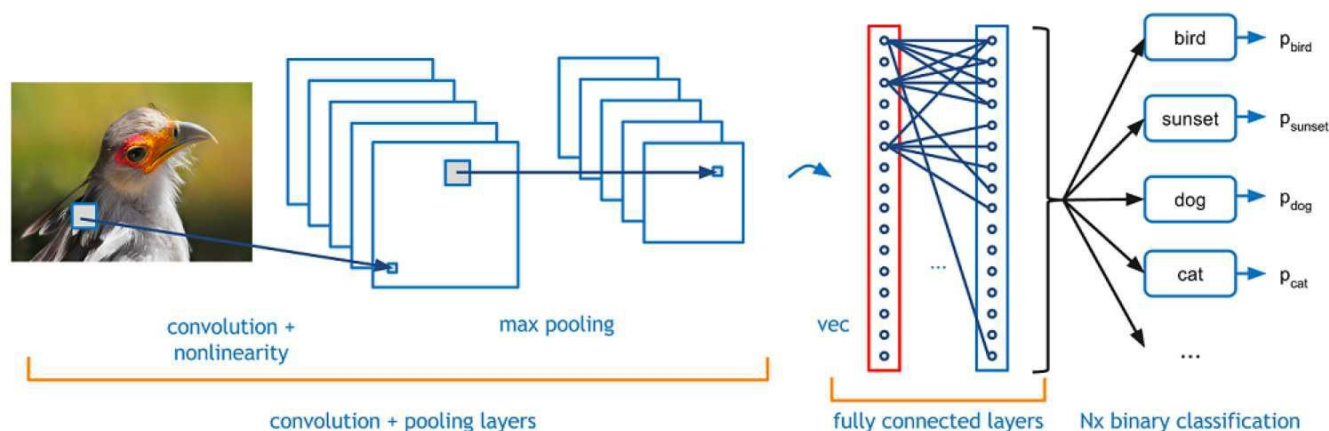 bird
p_bird
sunset
p_sunset
dog
p_dog
cat
p_cat
...
...
convolution +
nonlinearity
max pooling
vec
convolution + pooling layers
fully connected layers
Nx binary classification